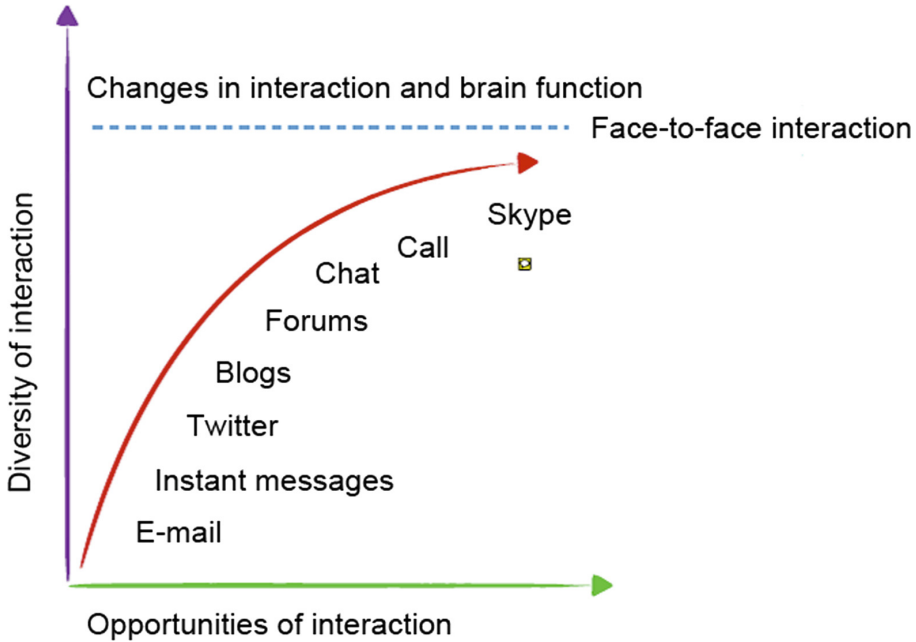 Changes in interaction and brain function
Face-to-face interaction
Skype
Call
Chat
Forums
Blogs
Twitter
Instant messages
E-mail
Diversity of interaction
Opportunities of interaction